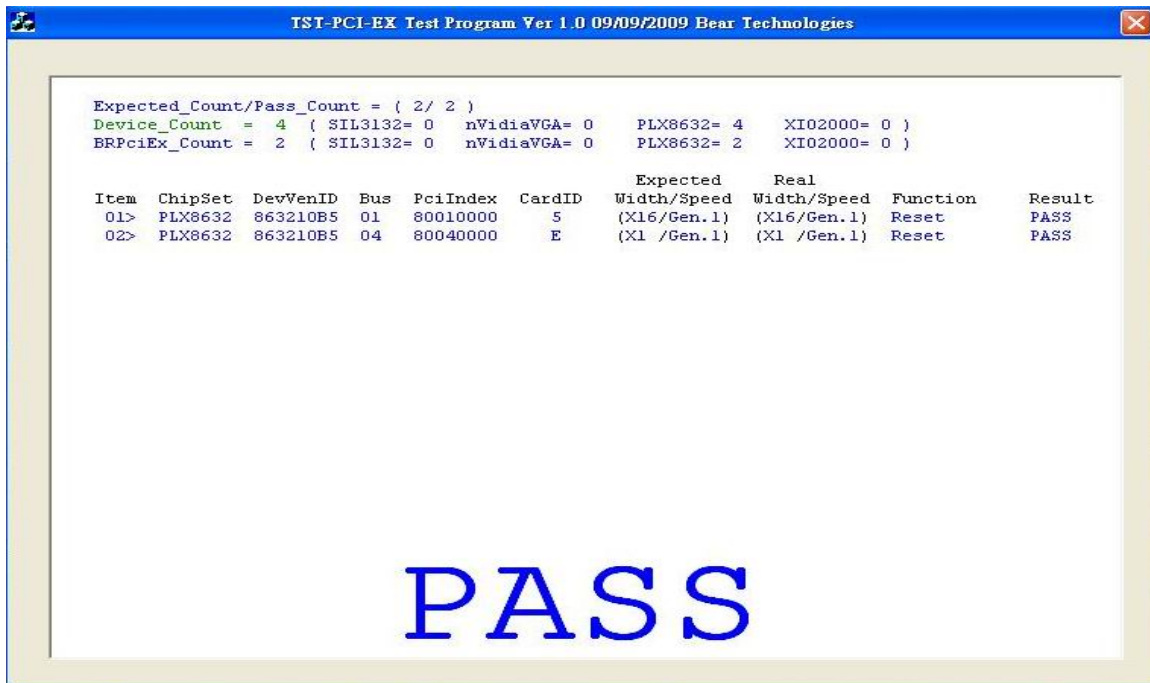 TST-PCI-EX Test Program Ver 1.0 09/09/2009 Bear Technologies
Expected_Count/Pass_Count = ( 2/ 2 )
Device_Count = 4 ( SIL3132= 0 nVidiaVGA= 0 PLX8632= 4 XI02000= 0 )
BRPciEx_Count = 2 ( SIL3132= 0 nVidiaVGA= 0 PLX8632= 2 XI02000= 0 )
Expected Real
Item ChipSet DevVenID Bus PciIndex CardID Width/Speed Width/Speed Function Result
01> PLX8632 863210B5 01 80010000 5 (X16/Gen.1) (X16/Gen.1) Reset PASS
02> PLX8632 863210B5 04 80040000 E (X1 /Gen.1) (X1 /Gen.1) Reset PASS
PASS